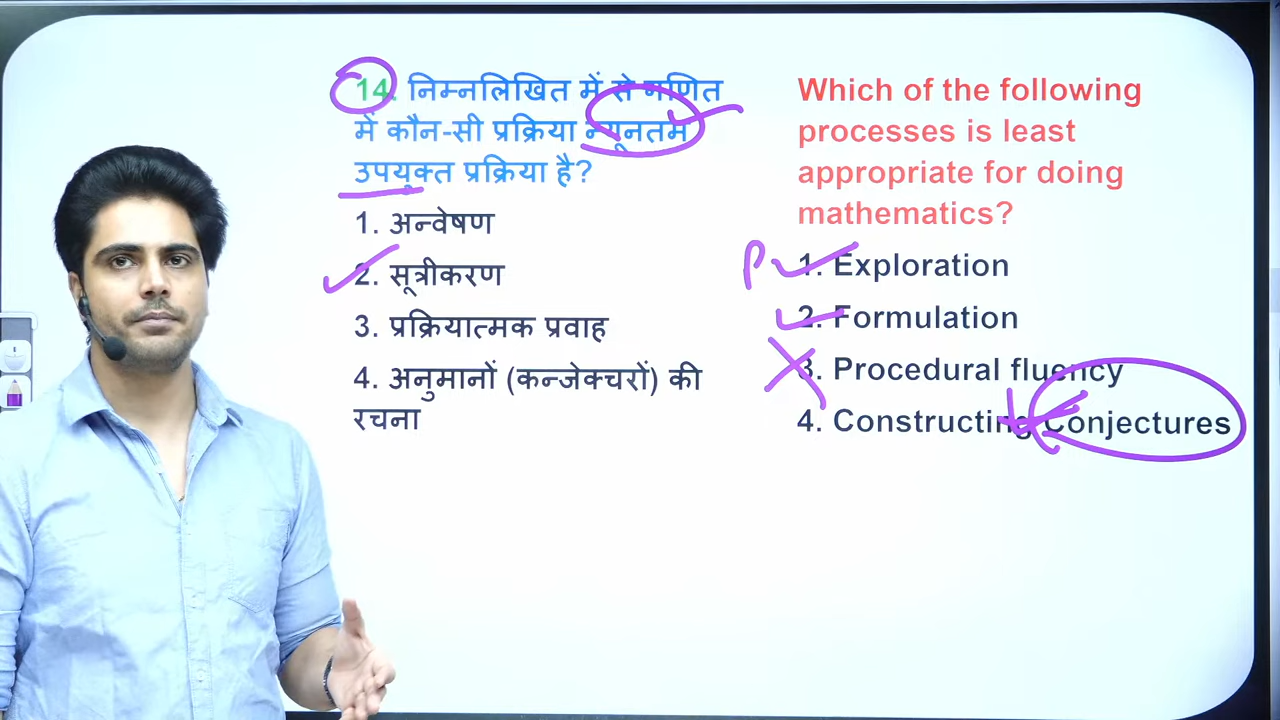 14. निम्नलिखित में से गणित
में कौन-सी प्रक्रिया न्यूनतम
उपयुक्त प्रक्रिया है?
1. अन्वेषण
2. सूत्रीकरण
3. प्रक्रियात्मक प्रवाह
4. अनुमानों (कन्जेक्चरों) की
रचना
Which of the following
processes is least
appropriate for doing
mathematics?
P
1. Exploration
2. Formulation
3. Procedural fluency
4. Constructing Conjectures